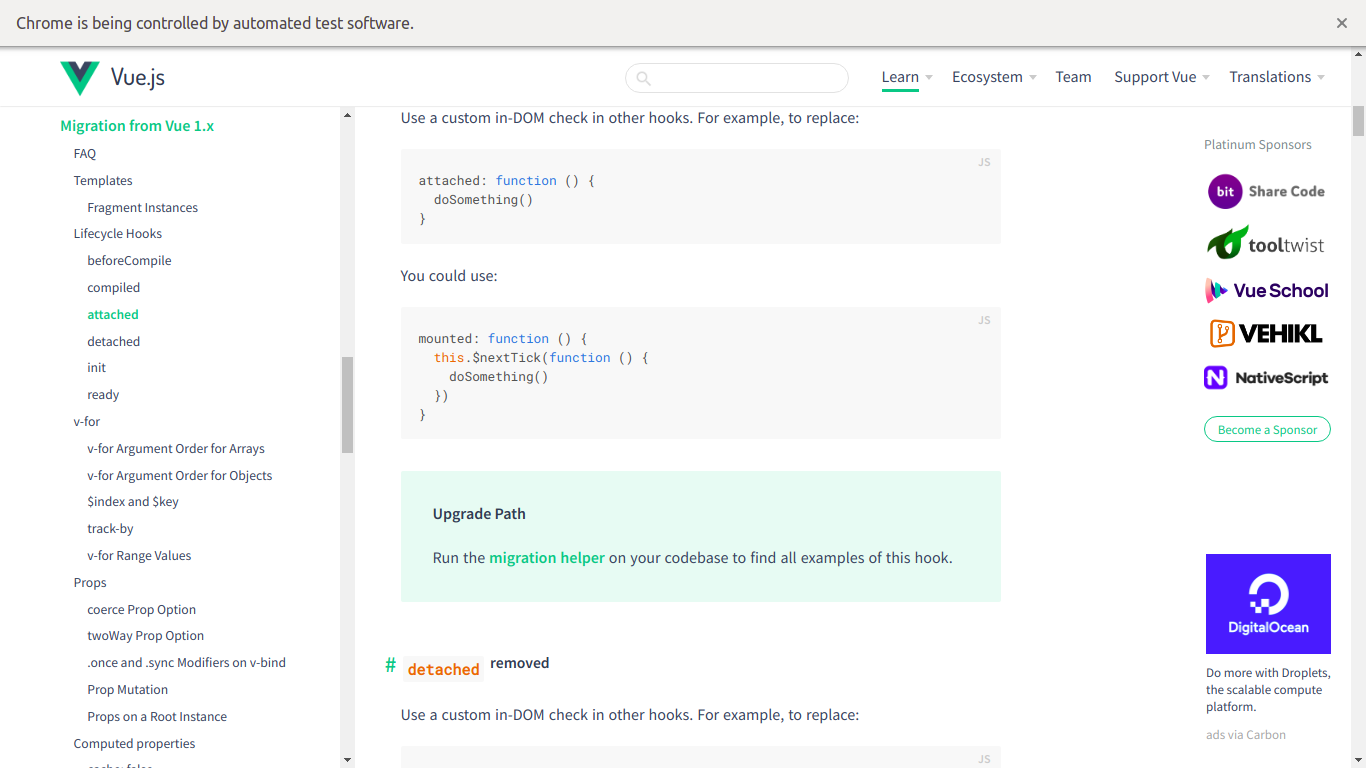 Chrome is being controlled by automated test software.
Vue.js
Learn
Ecosystem
Team
Support Vue
Translations
Migration from Vue 1.x
FAQ
Templates
Fragment Instances
Lifecycle Hooks
beforeCompile
compiled
attached
detached
init
ready
v-for
v-for Argument Order for Arrays
v-for Argument Order for Objects
$index and $key
track-by
v-for Range Values
Props
coerce Prop Option
twoWay Prop Option
.once and .sync Modifiers on v-bind
Prop Mutation
Props on a Root Instance
Computed properties
cache: false
Use a custom in-DOM check in other hooks. For example, to replace:
JS
attached: function () {
doSomething()
}
You could use:
JS
mounted: function () {
this.$nextTick(function () {
doSomething()
})
}
Upgrade Path
Run the migration helper on your codebase to find all examples of this hook.
# detached removed
Use a custom in-DOM check in other hooks. For example, to replace:
JS
Platinum Sponsors
bit Share Code
tooltwist
Vue School
VEHIKL
N NativeScript
Become a Sponsor
DigitalOcean
Do more with Droplets,
the scalable compute
platform.
ads via Carbon